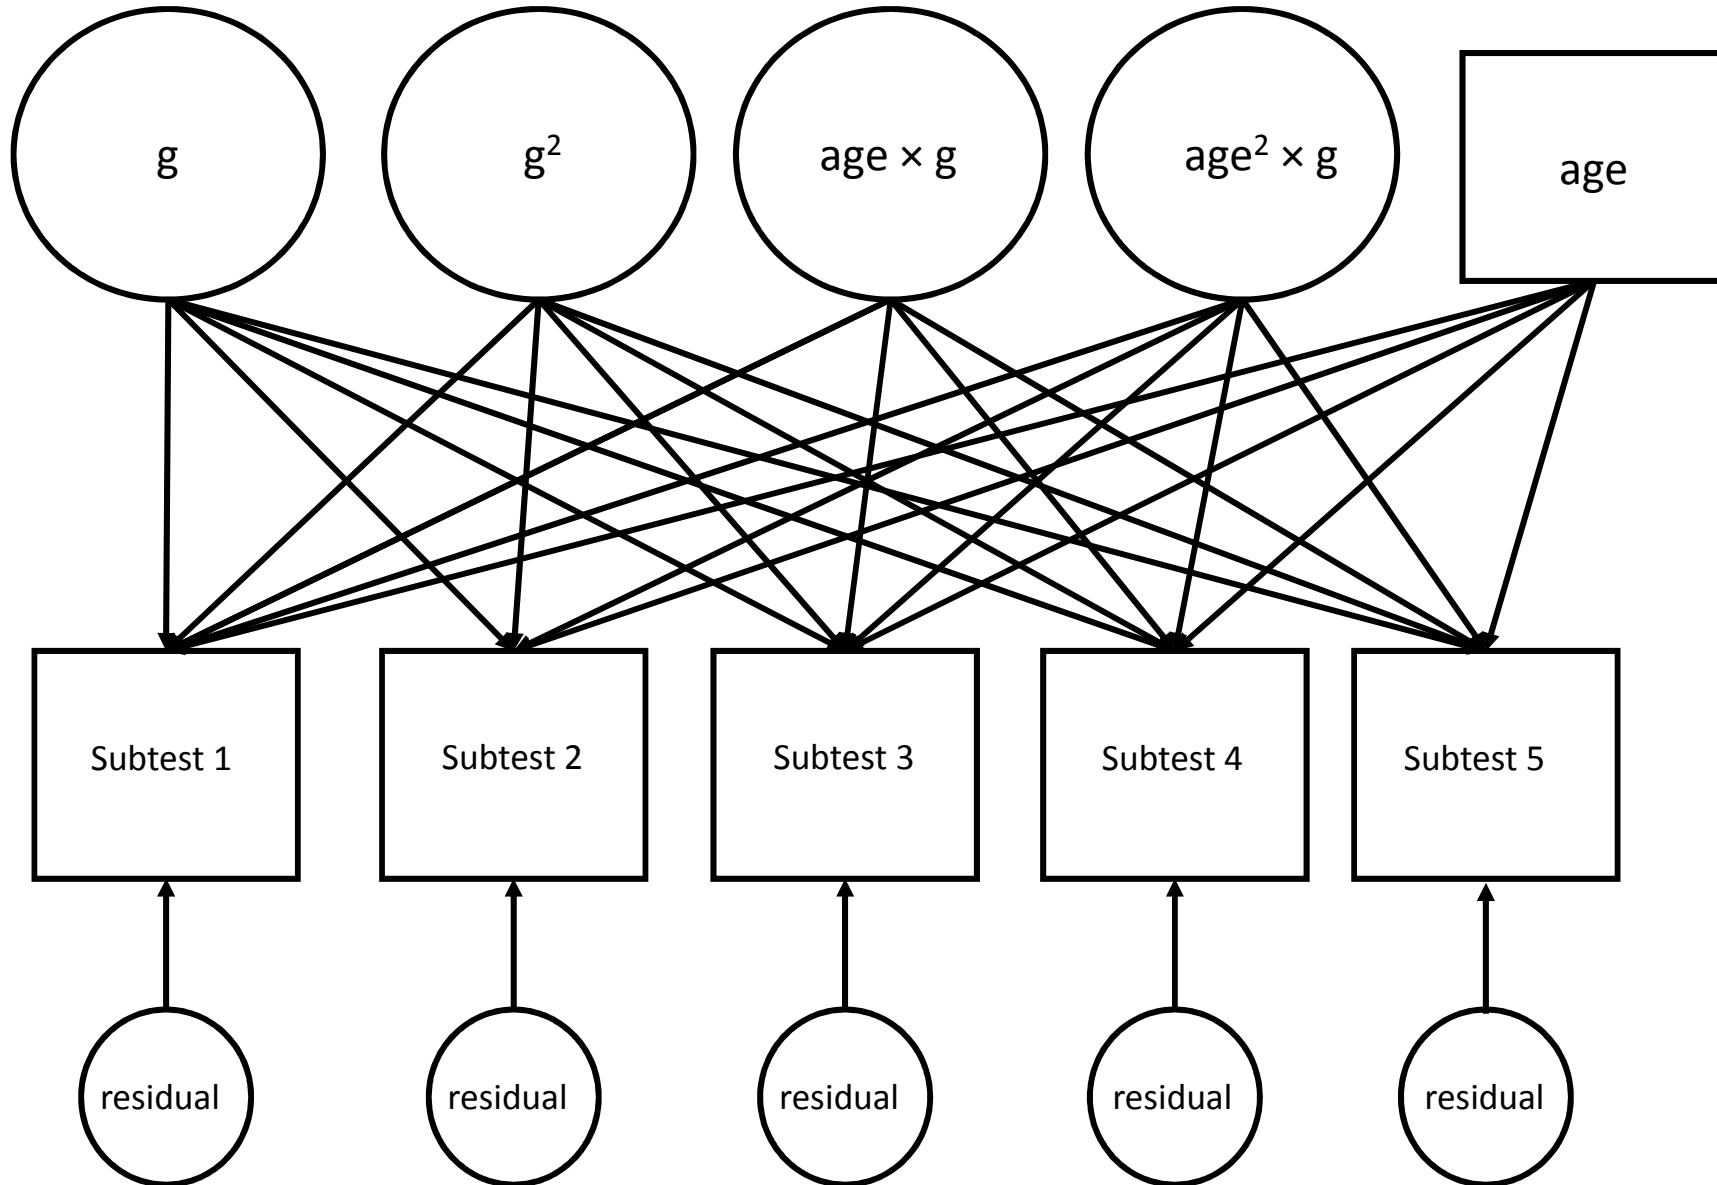 g
g²
age × g
age² × g
age
Subtest 1
Subtest 2
Subtest 3
Subtest 4
Subtest 5
residual
residual
residual
residual
residual